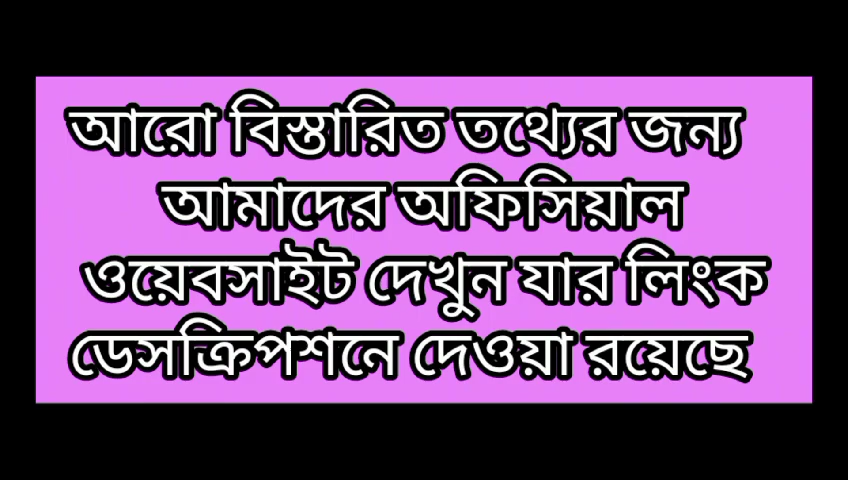 আরো বিস্তারিত তথ্যের জন্য
আমাদের অফিসিয়াল
ওয়েবসাইট দেখুন যার লিংক
ডেসক্রিপশনে দেওয়া রয়েছে